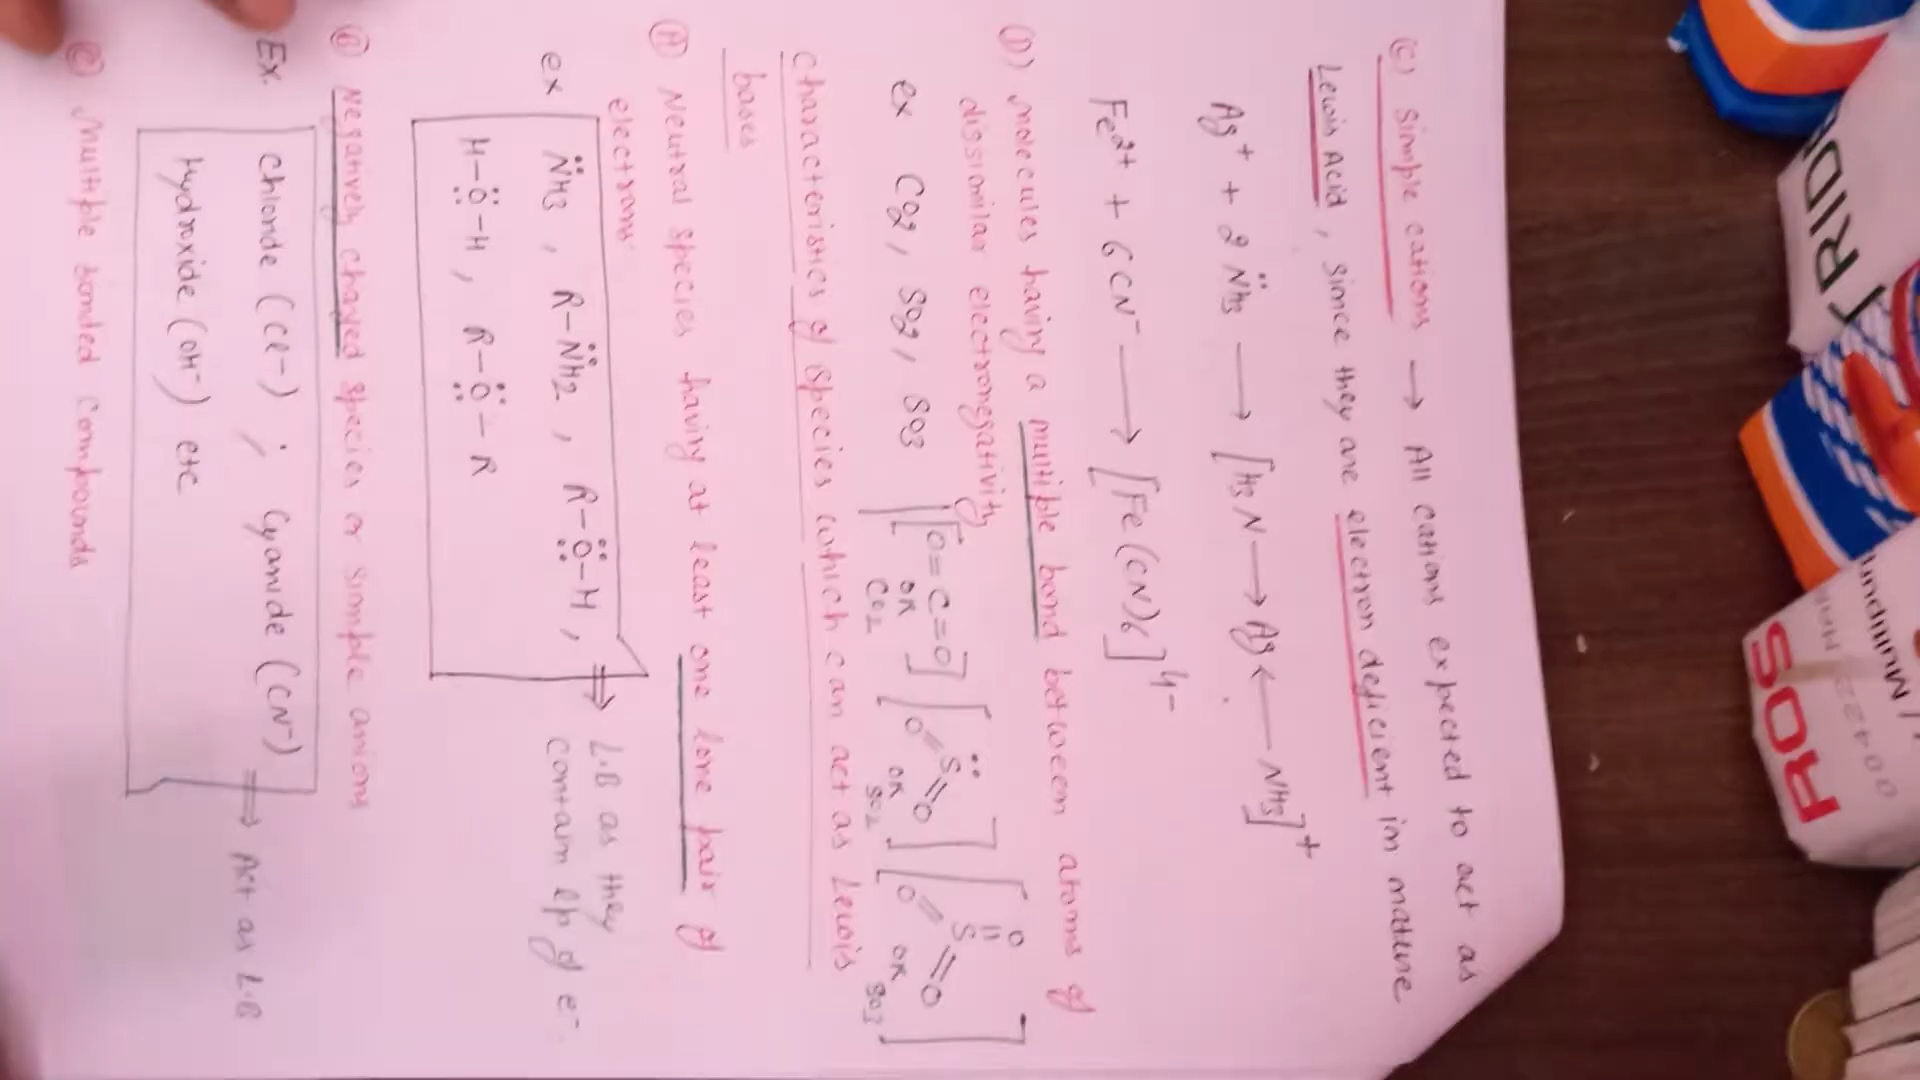 (C) Simple cations → All cations expected to act as
Lewis Acid, since they are electron deficient in nature
Ag⁺ + 2 N̈H₃ ⟶ [H₃N ⟶ Ag ⟵ NH₃]⁺
Fe²⁺ + 6CN⁻ ⟶ [Fe(CN)₆]⁴⁻
(D) Molecules having a multiple bond between atoms of
dissimilar electronegativity
ex CO₂, SO₂, SO₃ [O=C=O] [O=S̈=O] [O=S(=O)=O]
OR CO₂ OR SO₂ OR SO₃
Characteristics of species which can act as Lewis
bases
(A) Neutral species having at least one lone pair of
electrons
ex N̈H₃, R-N̈H₂, R-Ö-H, ⇒ L.B as they
H-Ö-H, R-Ö-R contain lp of e⁻
(B) Negatively charged species or simple anions
Ex. Chloride (Cl⁻) ; Cyanide (CN⁻)
Hydroxide (OH⁻) etc ⇒ Act as L.B
(C) Multiple bonded compounds
ROS